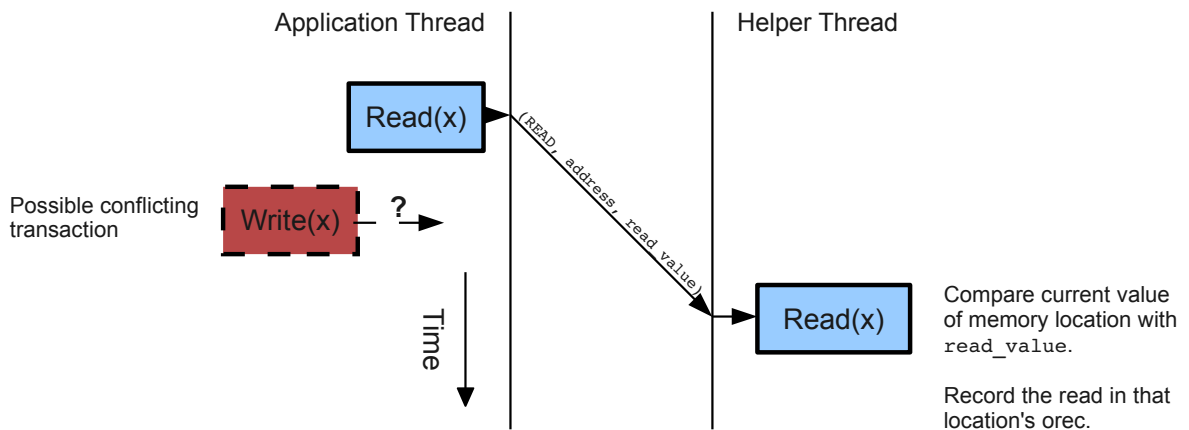 Application Thread
Helper Thread
Read(x)
(READ, address, read_value)
Possible conflicting
transaction
Write(x)
?
Time
Read(x)
Compare current value
of memory location with
read_value.
Record the read in that
location's orec.